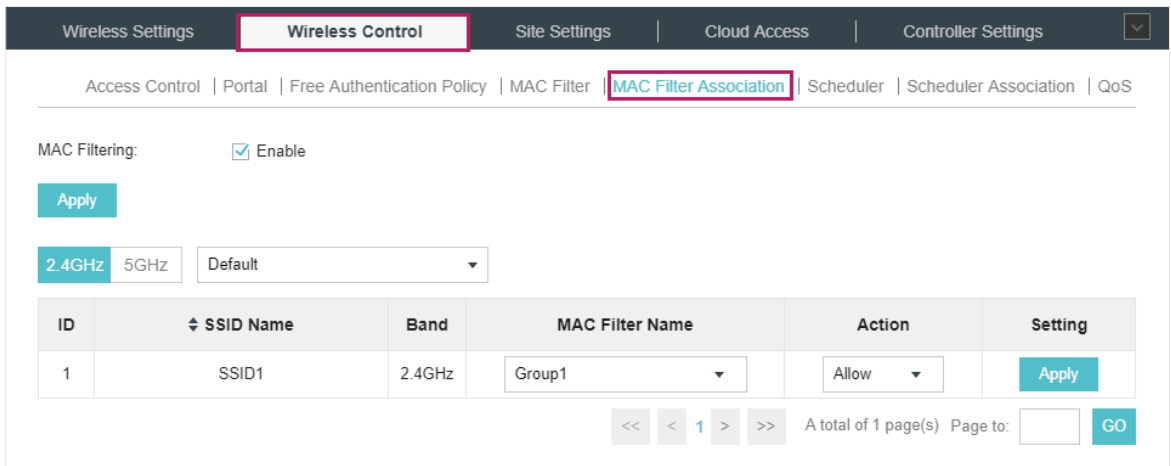 Wireless Settings Wireless Control Site Settings | Cloud Access | Controller Settings
Access Control | Portal | Free Authentication Policy | MAC Filter | MAC Filter Association | Scheduler | Scheduler Association | QoS
MAC Filtering: Enable
Apply
2.4GHz 5GHz Default
ID SSID Name Band MAC Filter Name Action Setting
1 SSID1 2.4GHz Group1 Allow Apply
<< < 1 > >> A total of 1 page(s) Page to: GO